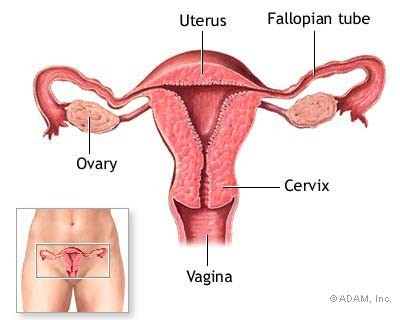 Uterus
Fallopian tube
Ovary
Cervix
Vagina
© ADAM, Inc.